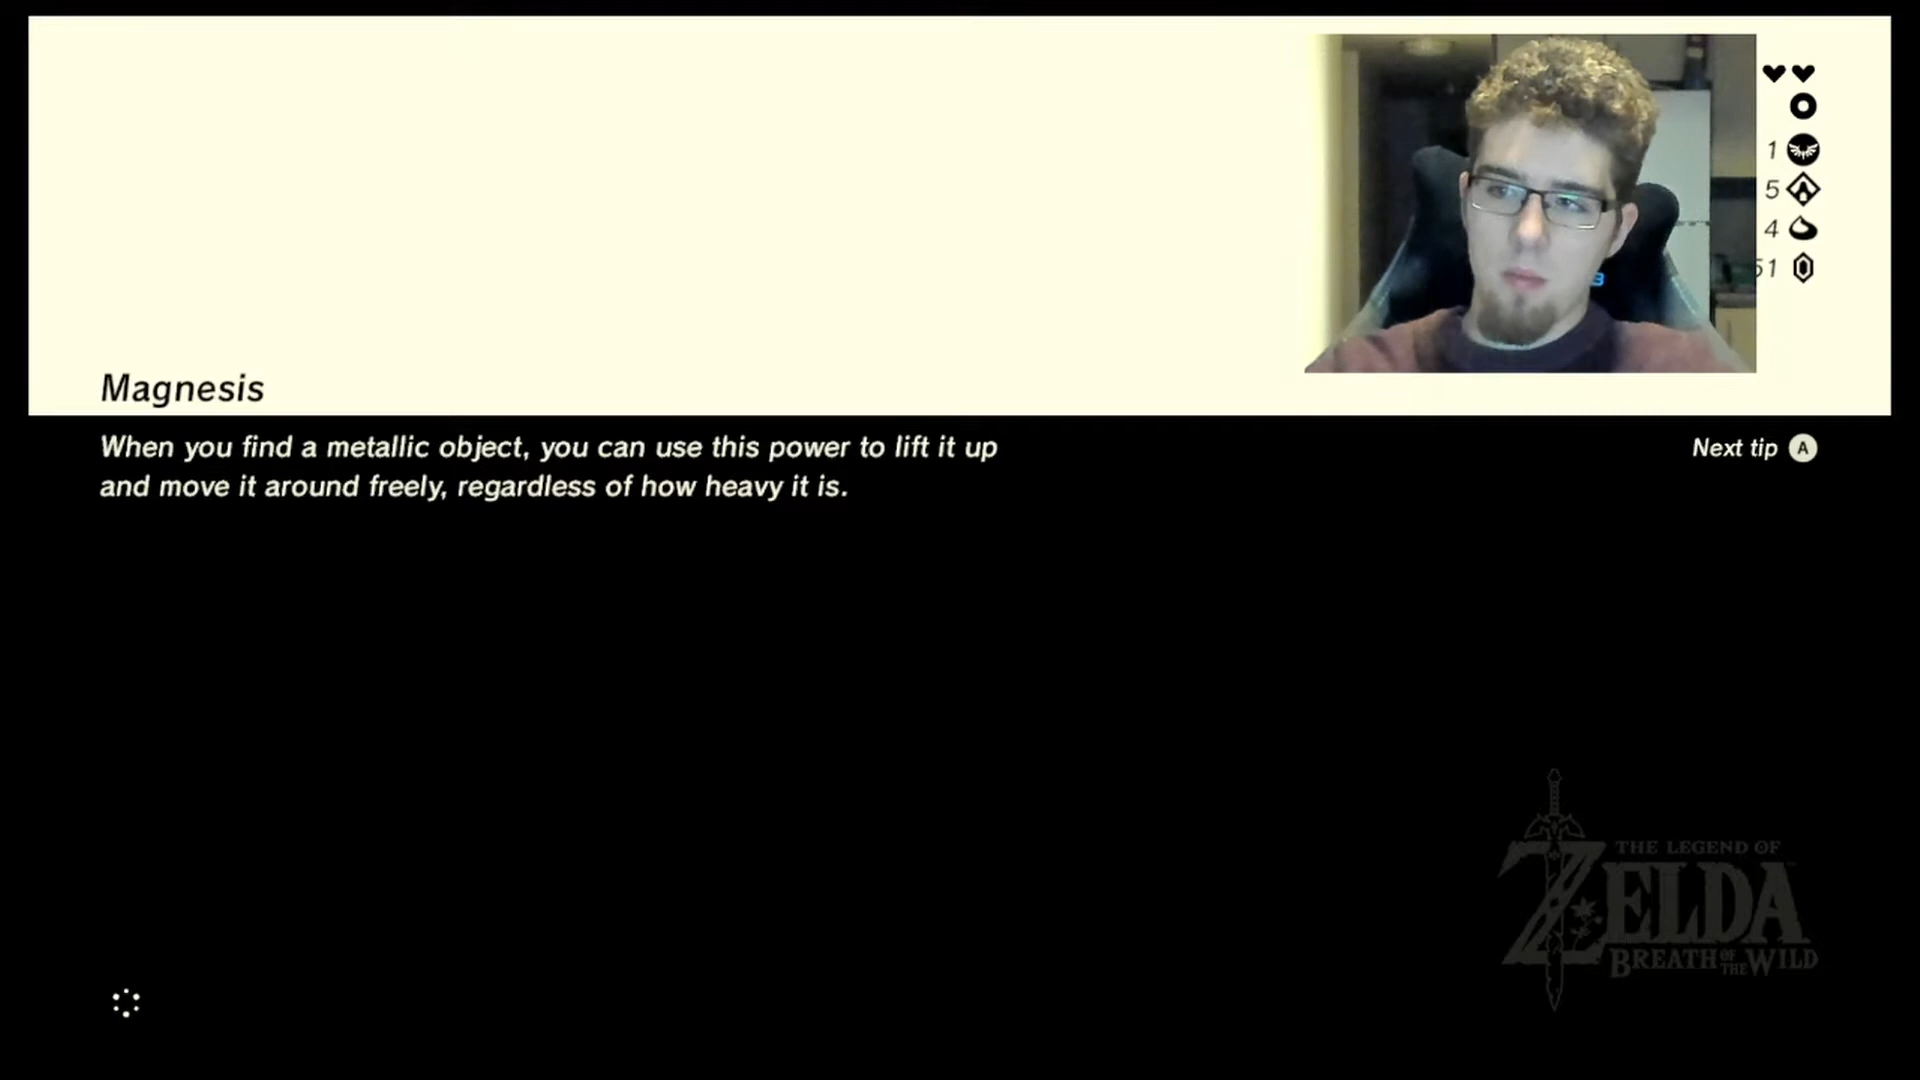 1
5
4
51
Magnesis
When you find a metallic object, you can use this power to lift it up
and move it around freely, regardless of how heavy it is.
Next tip A
THE LEGEND OF
ZELDA
BREATH OF THE WILD